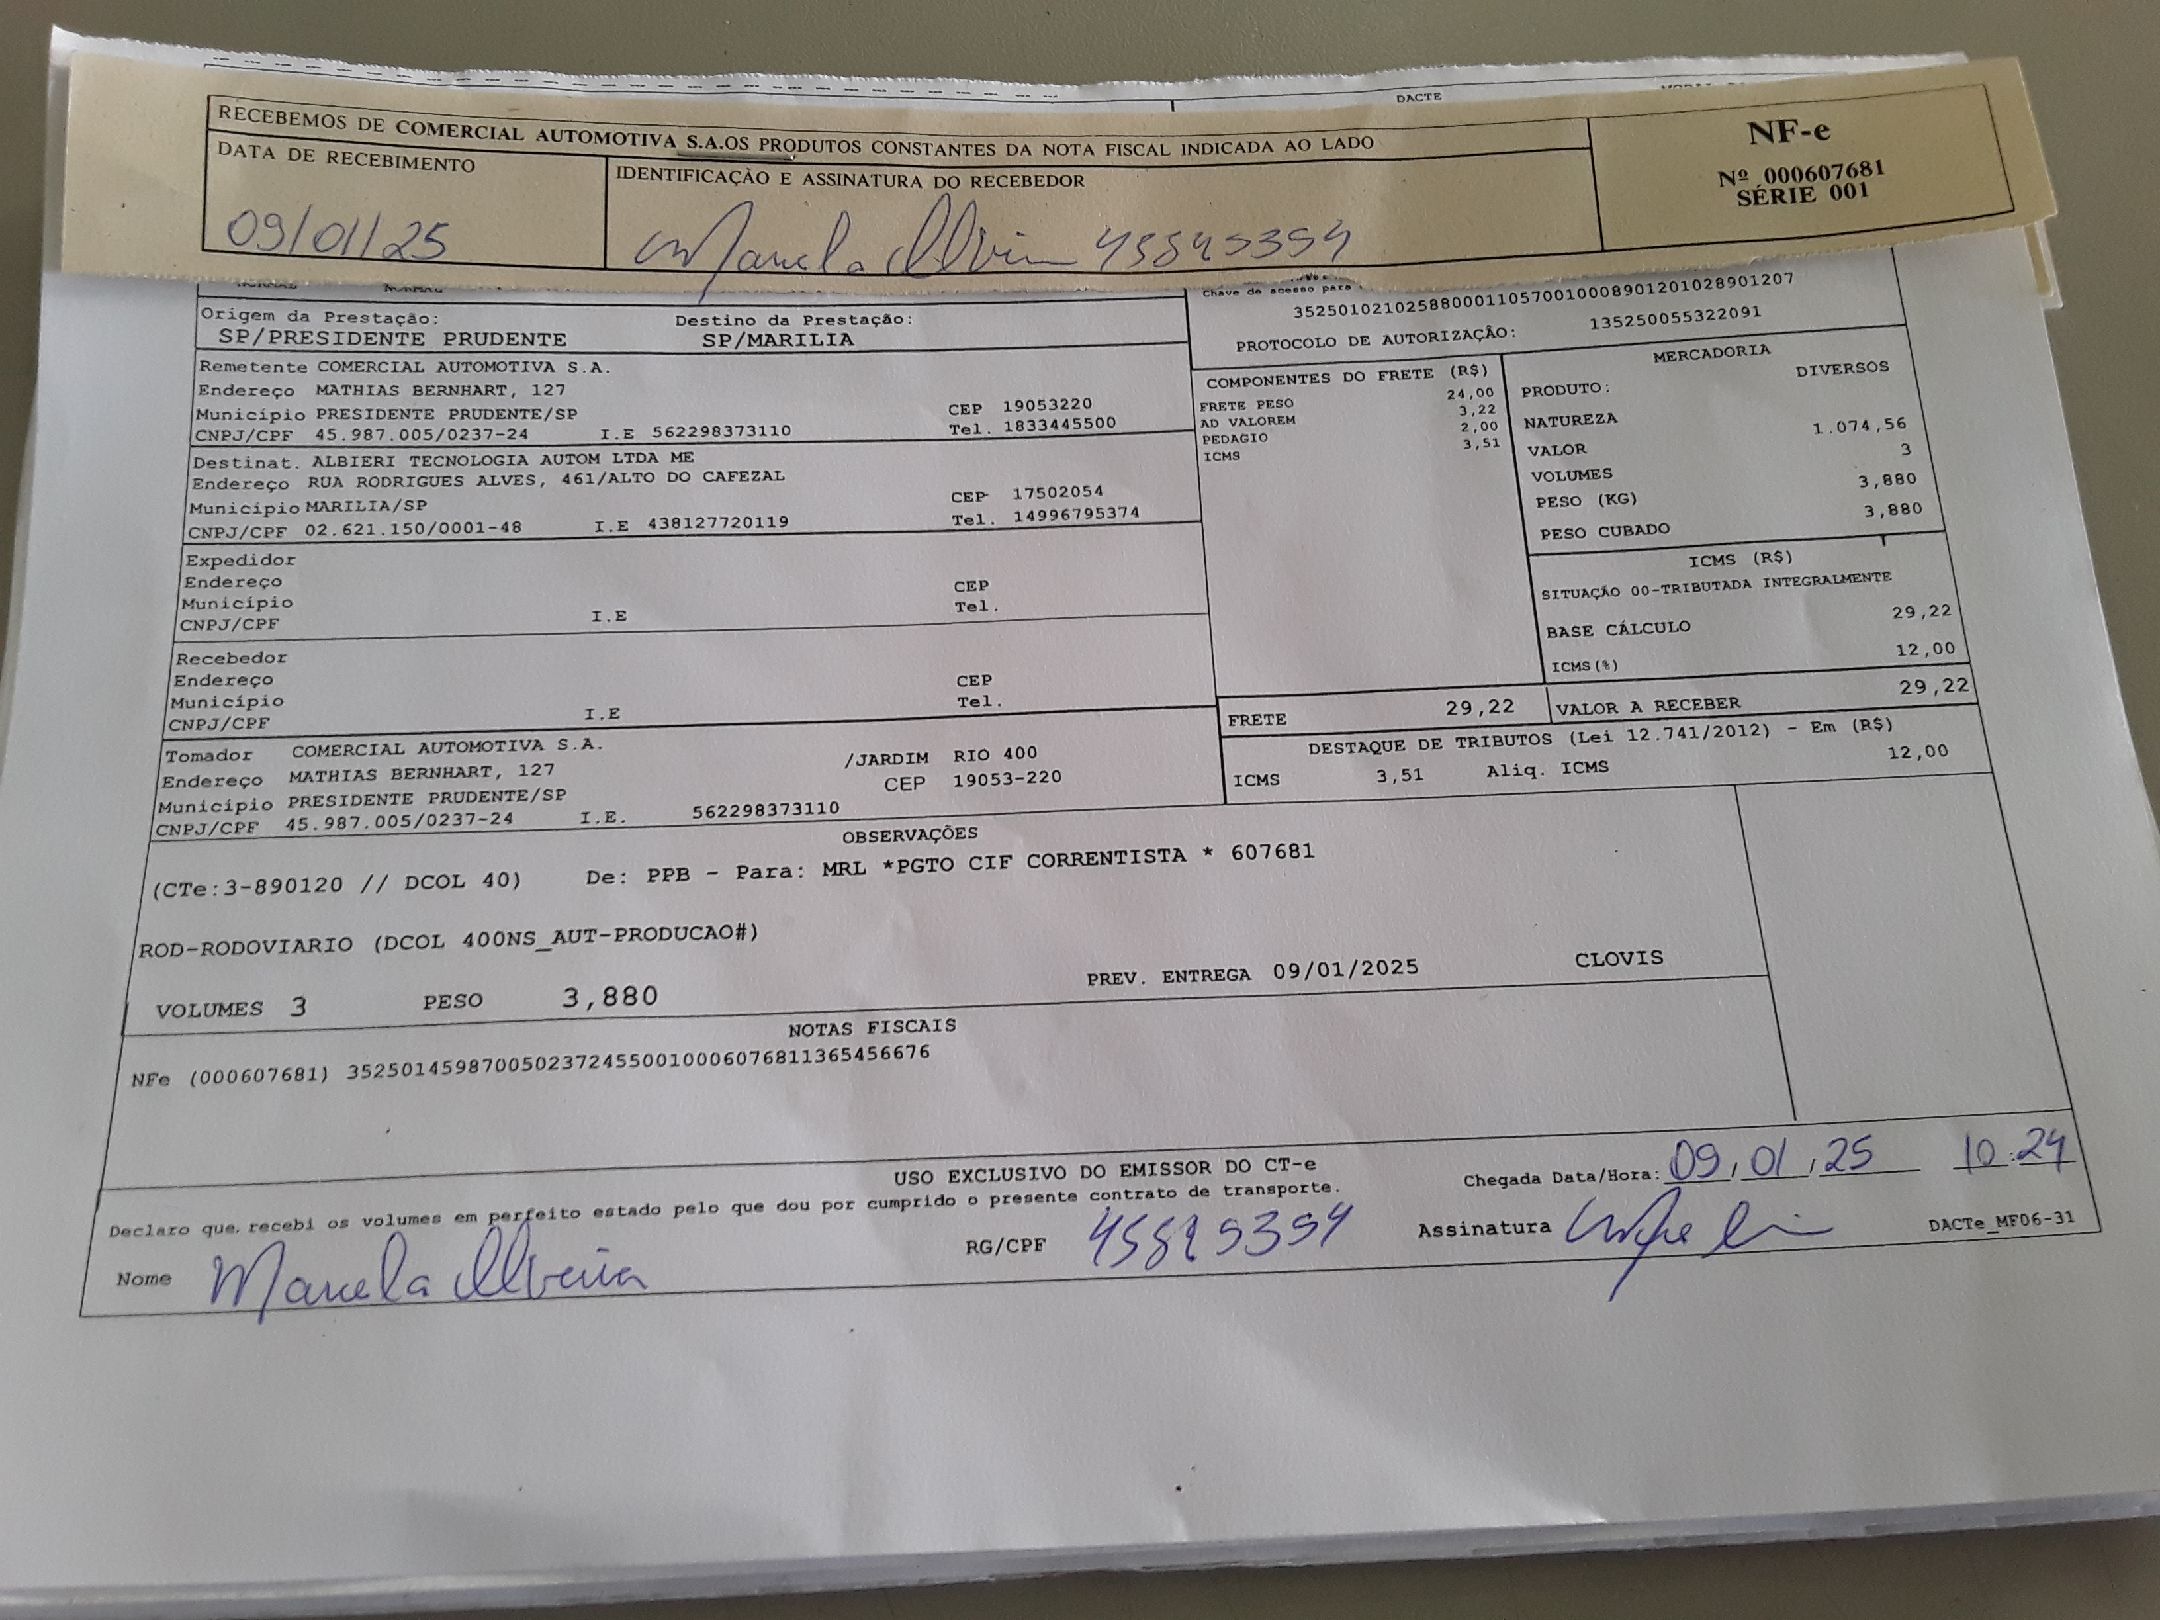 DACTE
RECEBEMOS DE COMERCIAL AUTOMOTIVA S.A.OS PRODUTOS CONSTANTES DA NOTA FISCAL INDICADA AO LADO
DATA DE RECEBIMENTO
09/01/25
IDENTIFICAÇÃO E ASSINATURA DO RECEBEDOR
Marcela Oliveira 45845354
NF-e
Nº 000607681
SÉRIE 001
Chave de acesso para
35250102102588000110570010008901201028901207
PROTOCOLO DE AUTORIZAÇÃO: 135250055322091
Origem da Prestação: Destino da Prestação:
SP/PRESIDENTE PRUDENTE SP/MARILIA
Remetente COMERCIAL AUTOMOTIVA S.A.
Endereço MATHIAS BERNHART, 127
Município PRESIDENTE PRUDENTE/SP CEP 19053220
CNPJ/CPF 45.987.005/0237-24 I.E 562298373110 Tel. 1833445500
Destinat. ALBIERI TECNOLOGIA AUTOM LTDA ME
Endereço RUA RODRIGUES ALVES, 461/ALTO DO CAFEZAL
Município MARILIA/SP CEP 17502054
CNPJ/CPF 02.621.150/0001-48 I.E 438127720119 Tel. 14996795374
Expedidor
Endereço CEP
Município Tel.
CNPJ/CPF I.E
Recebedor
Endereço CEP
Município Tel.
CNPJ/CPF I.E
Tomador COMERCIAL AUTOMOTIVA S.A. /JARDIM RIO 400
Endereço MATHIAS BERNHART, 127 CEP 19053-220
Município PRESIDENTE PRUDENTE/SP
CNPJ/CPF 45.987.005/0237-24 I.E. 562298373110
COMPONENTES DO FRETE (R$)
FRETE PESO 24,00
AD VALOREM 3,22
PEDAGIO 2,00
ICMS 3,51
MERCADORIA
PRODUTO: DIVERSOS
NATUREZA
VALOR 1.074,56
VOLUMES 3
PESO (KG) 3,880
PESO CUBADO 3,880
ICMS (R$)
SITUAÇÃO 00-TRIBUTADA INTEGRALMENTE
BASE CÁLCULO 29,22
ICMS(%) 12,00
FRETE 29,22 VALOR A RECEBER 29,22
DESTAQUE DE TRIBUTOS (Lei 12.741/2012) - Em (R$)
ICMS 3,51 Aliq. ICMS 12,00
OBSERVAÇÕES
(CTe:3-890120 // DCOL 40) De: PPB - Para: MRL *PGTO CIF CORRENTISTA * 607681
ROD-RODOVIARIO (DCOL 400NS_AUT-PRODUCAO#)
VOLUMES 3 PESO 3,880 PREV. ENTREGA 09/01/2025 CLOVIS
NOTAS FISCAIS
NFe (000607681) 35250145987005023724550010006076811365456676
USO EXCLUSIVO DO EMISSOR DO CT-e
Declaro que recebi os volumes em perfeito estado pelo que dou por cumprido o presente contrato de transporte.
Chegada Data/Hora: 09/01/25 10:24
Nome Marcela Oliveira RG/CPF 45845354 Assinatura DACTe_MF06-31